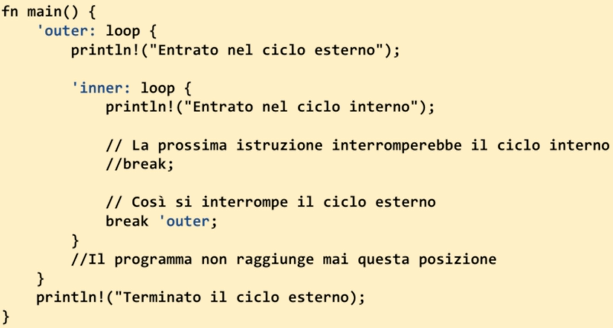 fn main() {
    'outer: loop {
        println!("Entrato nel ciclo esterno");

        'inner: loop {
            println!("Entrato nel ciclo interno");

            // La prossima istruzione interromperebbe il ciclo interno
            //break;

            // Così si interrompe il ciclo esterno
            break 'outer;
        }
        //Il programma non raggiunge mai questa posizione
    }
    println!("Terminato il ciclo esterno);
}